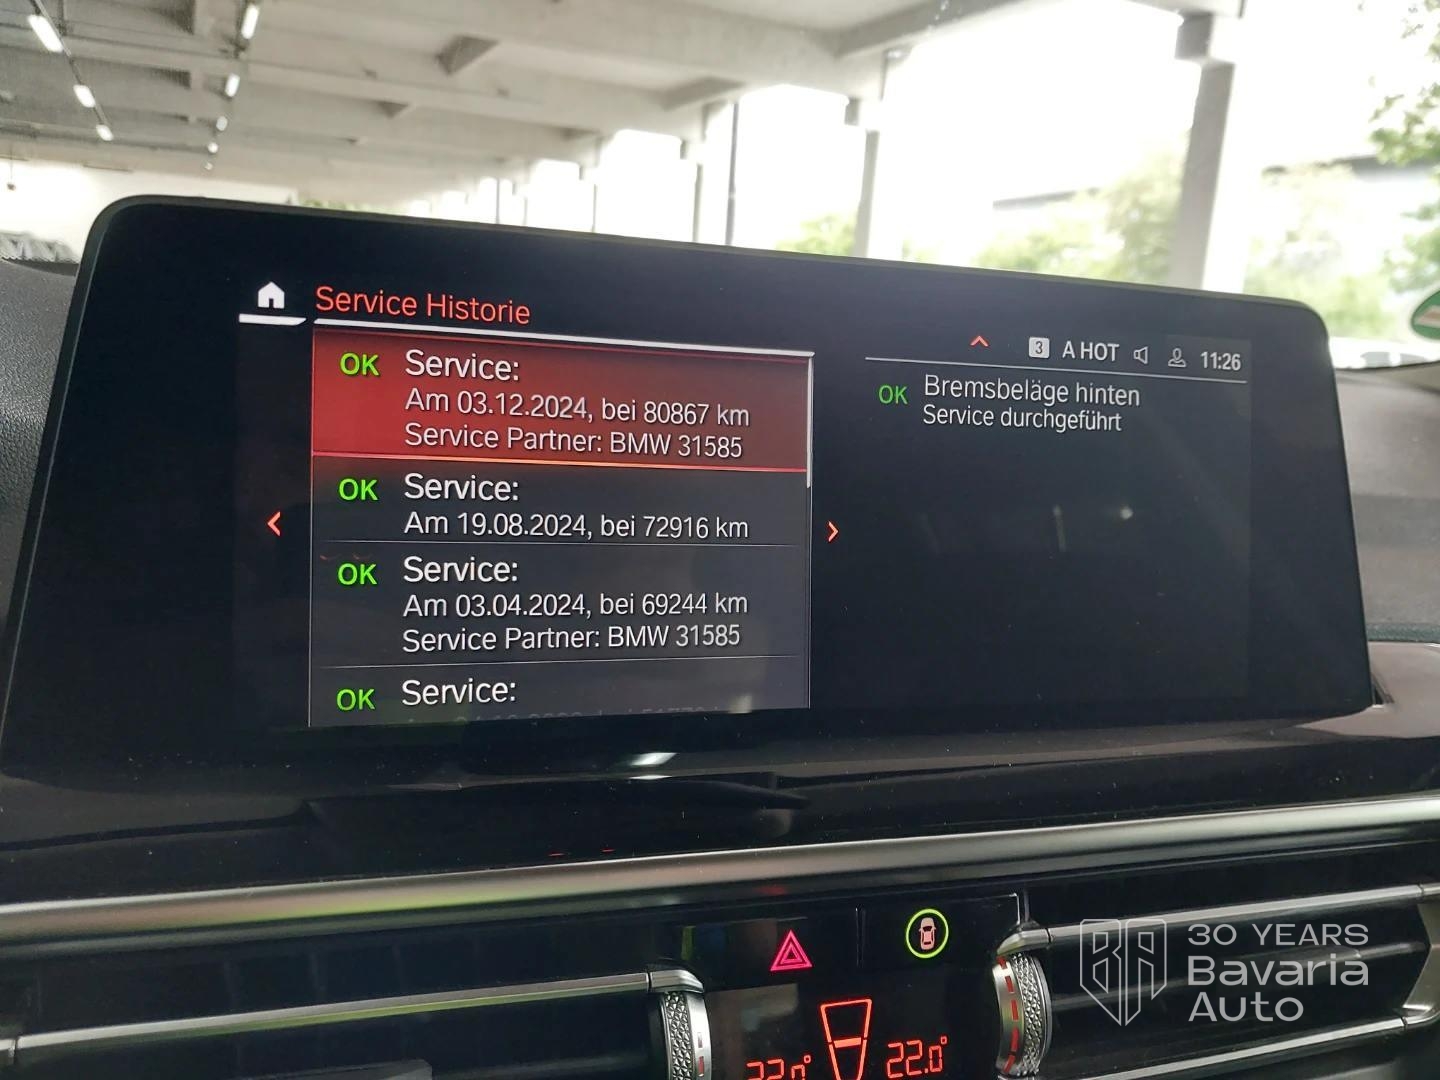 Service Historie
OK Service:
Am 03.12.2024, bei 80867 km
Service Partner: BMW 31585
OK Service:
Am 19.08.2024, bei 72916 km
OK Service:
Am 03.04.2024, bei 69244 km
Service Partner: BMW 31585
OK Service:
3 A HOT 11:26
OK Bremsbeläge hinten
Service durchgeführt
22.0°
BA 30 YEARS
Bavaria
Auto